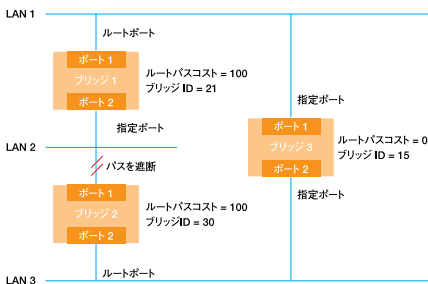 LAN 1
ルートポート
ポート 1
ブリッジ 1
ポート 2
ルートパスコスト = 100
ブリッジ ID = 21
指定ポート
指定ポート
ポート 1
ブリッジ 3
ポート 2
ルートパスコスト = 0
ブリッジ ID = 15
指定ポート
LAN 2
パスを遮断
ポート 1
ブリッジ 2
ポート 2
ルートパスコスト = 100
ブリッジID = 30
ルートポート
LAN 3